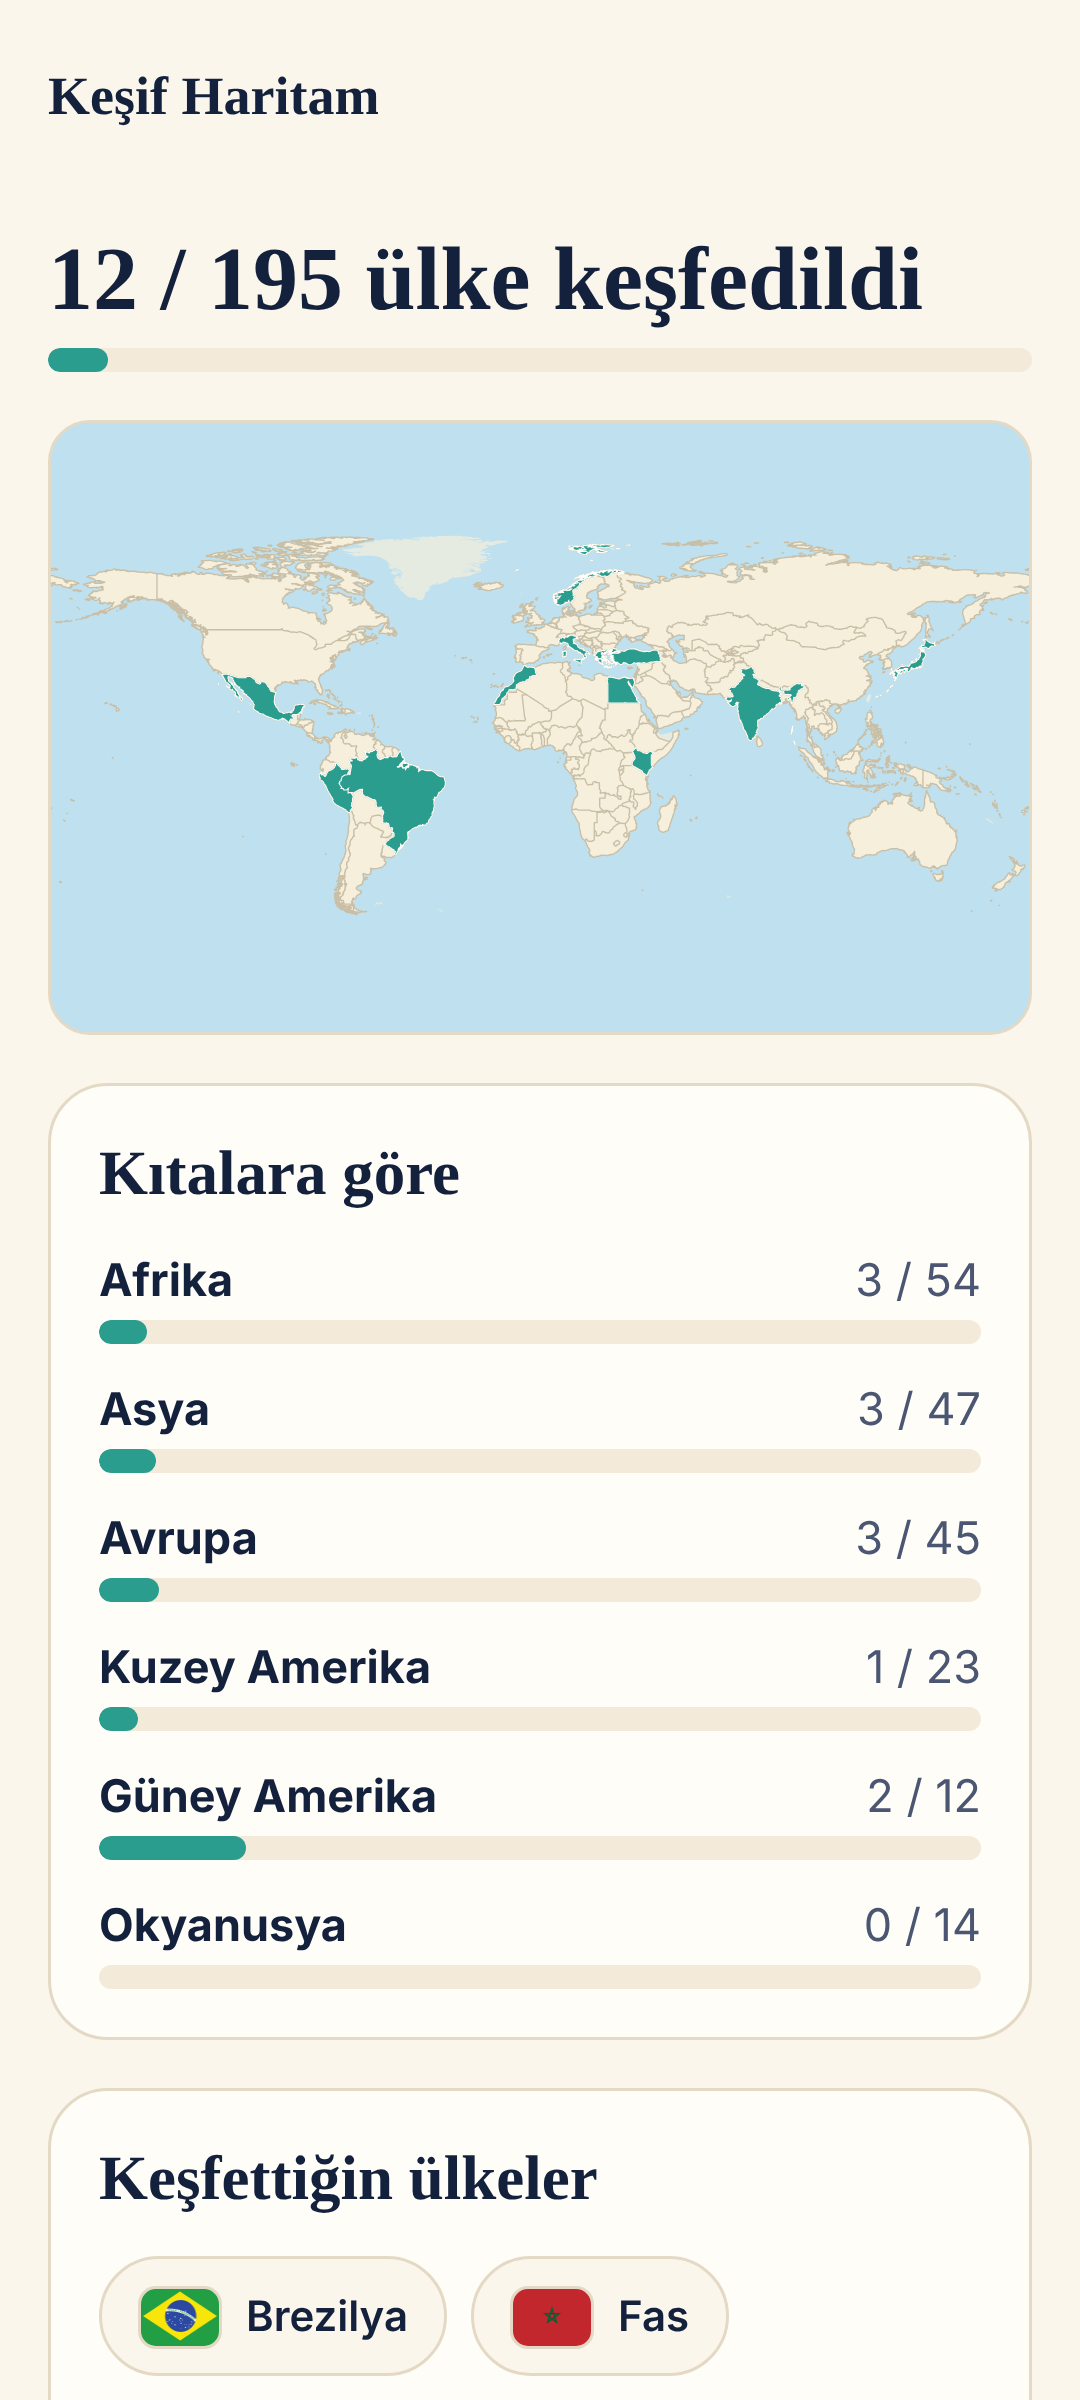 Keşif Haritam
12 / 195 ülke keşfedildi
Kıtalara göre
Afrika 3 / 54
Asya 3 / 47
Avrupa 3 / 45
Kuzey Amerika 1 / 23
Güney Amerika 2 / 12
Okyanusya 0 / 14
Keşfettiğin ülkeler
Brezilya Fas